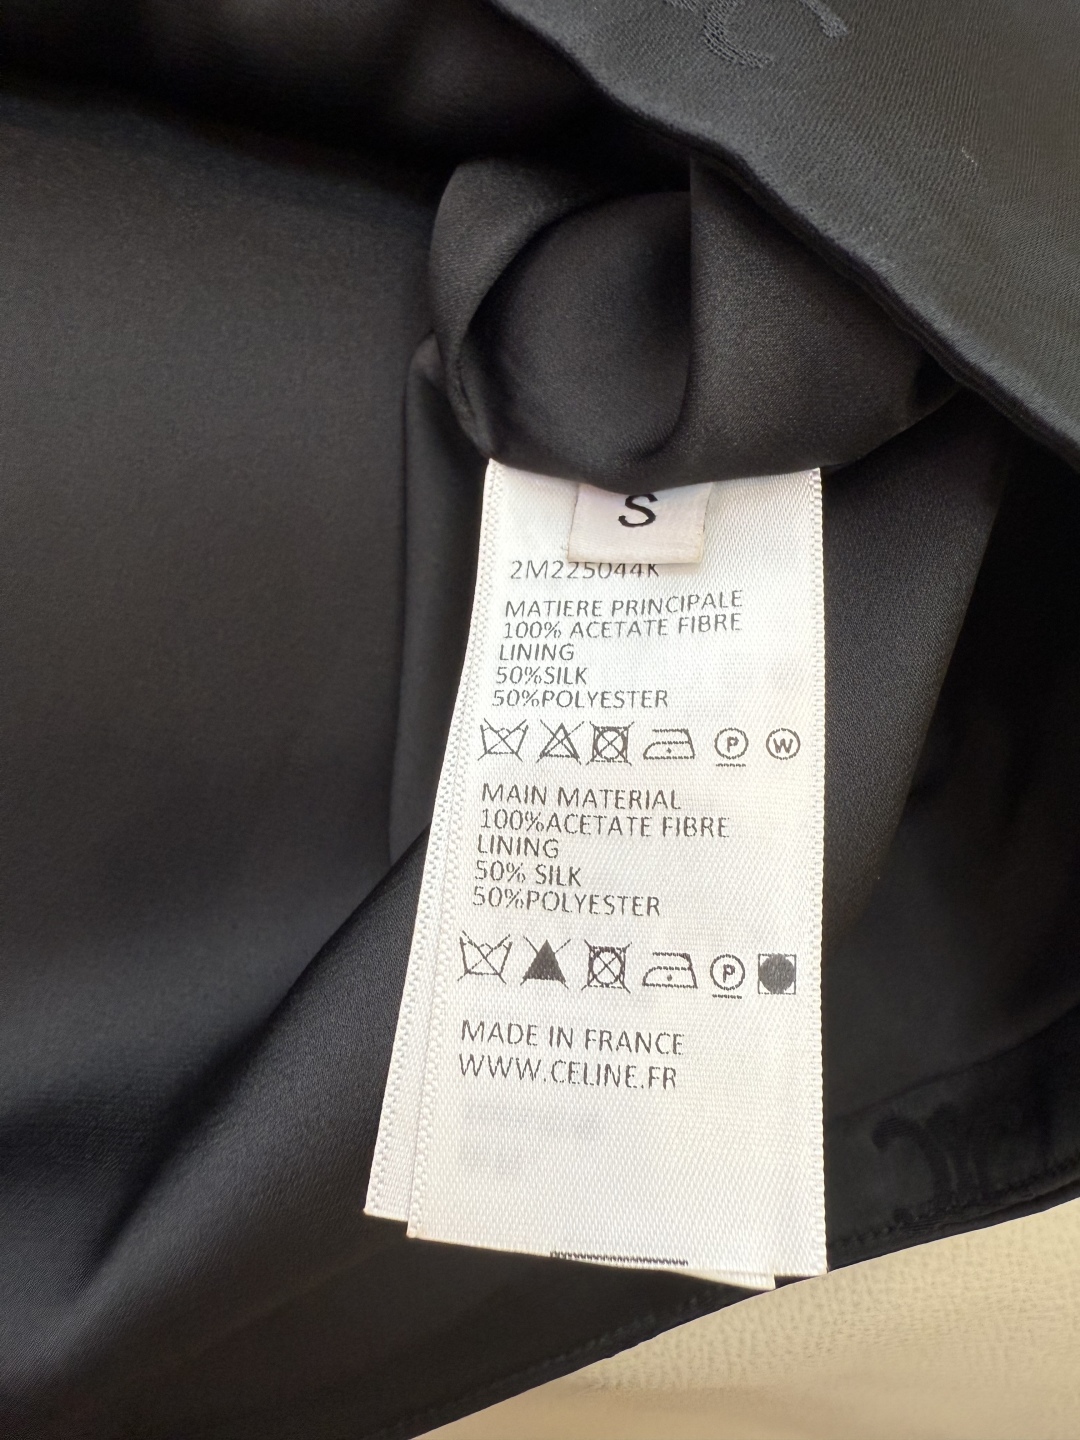 S
2M225044K
MATIERE PRINCIPALE
100% ACETATE FIBRE
LINING
50%SILK
50%POLYESTER
P W
MAIN MATERIAL
100%ACETATE FIBRE
LINING
50% SILK
50%POLYESTER
P
MADE IN FRANCE
WWW.CELINE.FR